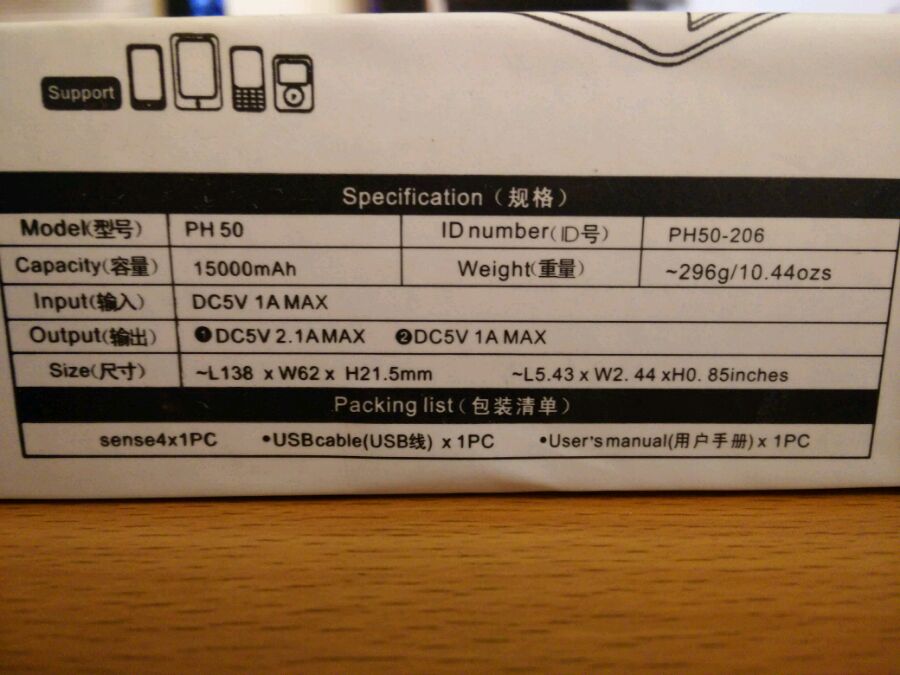 Support
Specification (规格)
Model(型号) PH 50 ID number(ID号) PH50-206
Capacity(容量) 15000mAh Weight(重量) ~296g/10.44ozs
Input(输入) DC5V 1A MAX
Output(输出) ❶DC5V 2.1A MAX ❷DC5V 1A MAX
Size(尺寸) ~L138 x W62 x H21.5mm ~L5.43 x W2. 44 xH0. 85inches
Packing list(包装清单)
sense4x1PC •USB cable(USB线) x 1PC •User's manual(用户手册) x 1PC